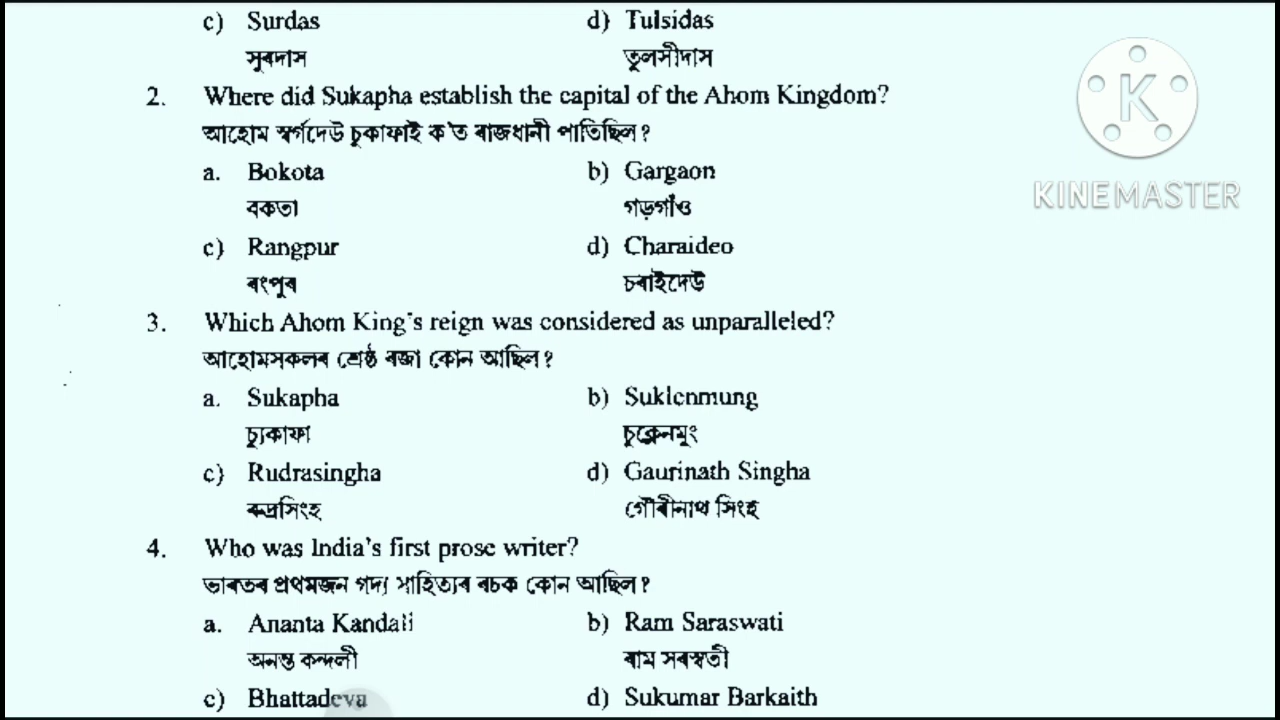 c) Surdas d) Tulsidas
সুৰদাস তুলসীদাস
2. Where did Sukapha establish the capital of the Ahom Kingdom?
আহোম স্বৰ্গদেউ চুকাফাই ক'ত ৰাজধানী পাতিছিল?
a. Bokota b) Gargaon
বকতা গড়গাঁও
c) Rangpur d) Charaideo
ৰংপুৰ চৰাইদেউ
3. Which Ahom King's reign was considered as unparalleled?
আহোমসকলৰ শ্ৰেষ্ঠ ৰজা কোন আছিল?
a. Sukapha b) Suklenmung
চ্যুকাফা চুক্লেনমুং
c) Rudrasingha d) Gaurinath Singha
ৰুদ্ৰসিংহ গৌৰীনাথ সিংহ
4. Who was India's first prose writer?
ভাৰতৰ প্ৰথমজন গদ্য সাহিত্যৰ ৰচক কোন আছিল?
a. Ananta Kandali b) Ram Saraswati
অনন্ত কন্দলী ৰাম সৰস্বতী
c) Bhattadeva d) Sukumar Barkaith
K
KINEMASTER